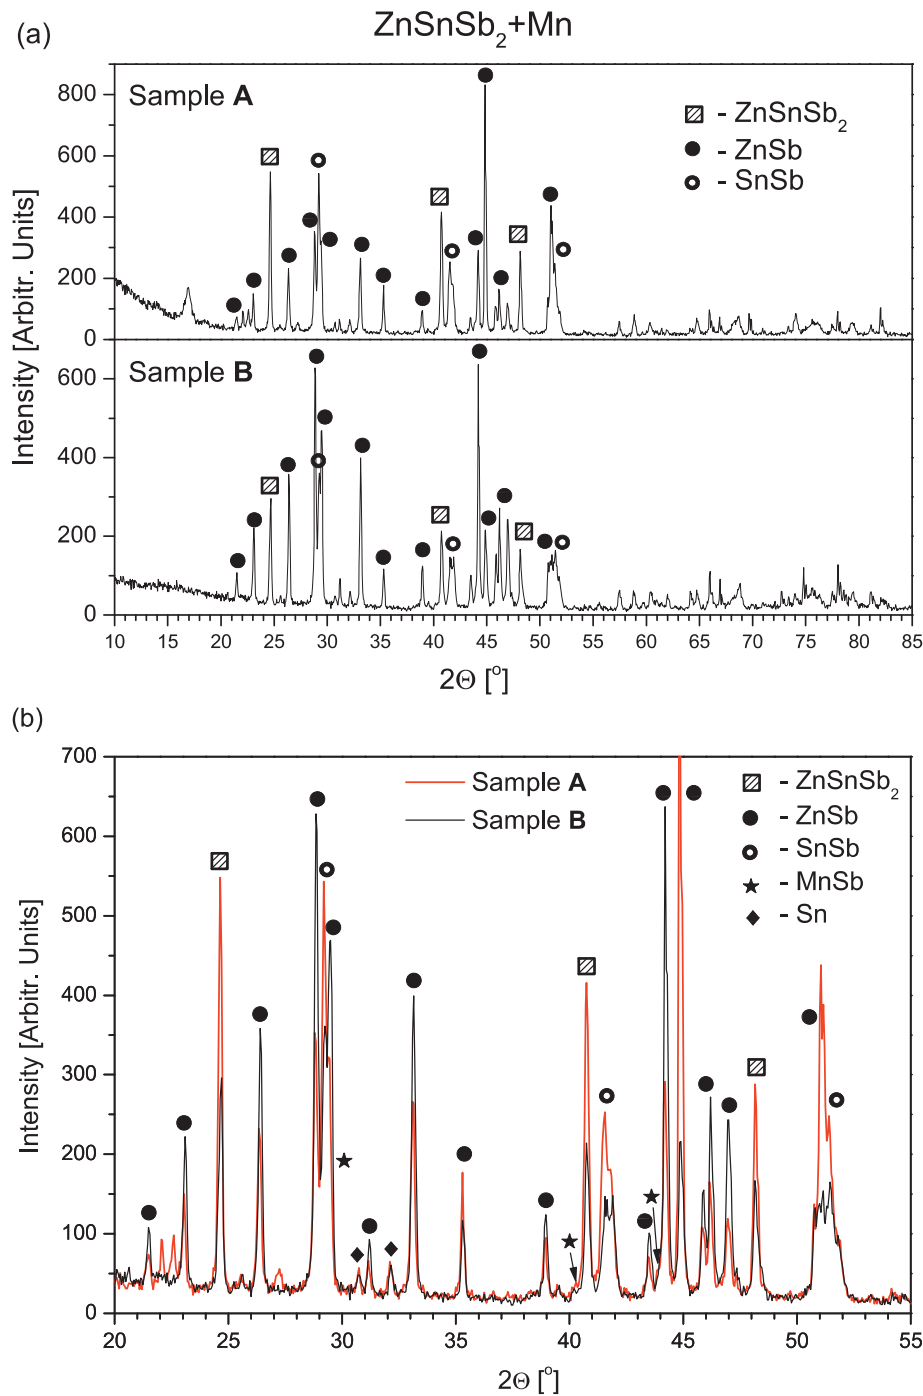 (a)
ZnSnSb₂+Mn
Sample A
- ZnSnSb₂
- ZnSb
- SnSb
800
600
400
200
0
Sample B
600
400
200
0
Intensity [Arbitr. Units]
10 15 20 25 30 35 40 45 50 55 60 65 70 75 80 85
2Θ [°]
(b)
700
600
500
400
300
200
100
0
Intensity [Arbitr. Units]
Sample A
Sample B
- ZnSnSb₂
- ZnSb
- SnSb
- MnSb
- Sn
20 25 30 35 40 45 50 55
2Θ [°]